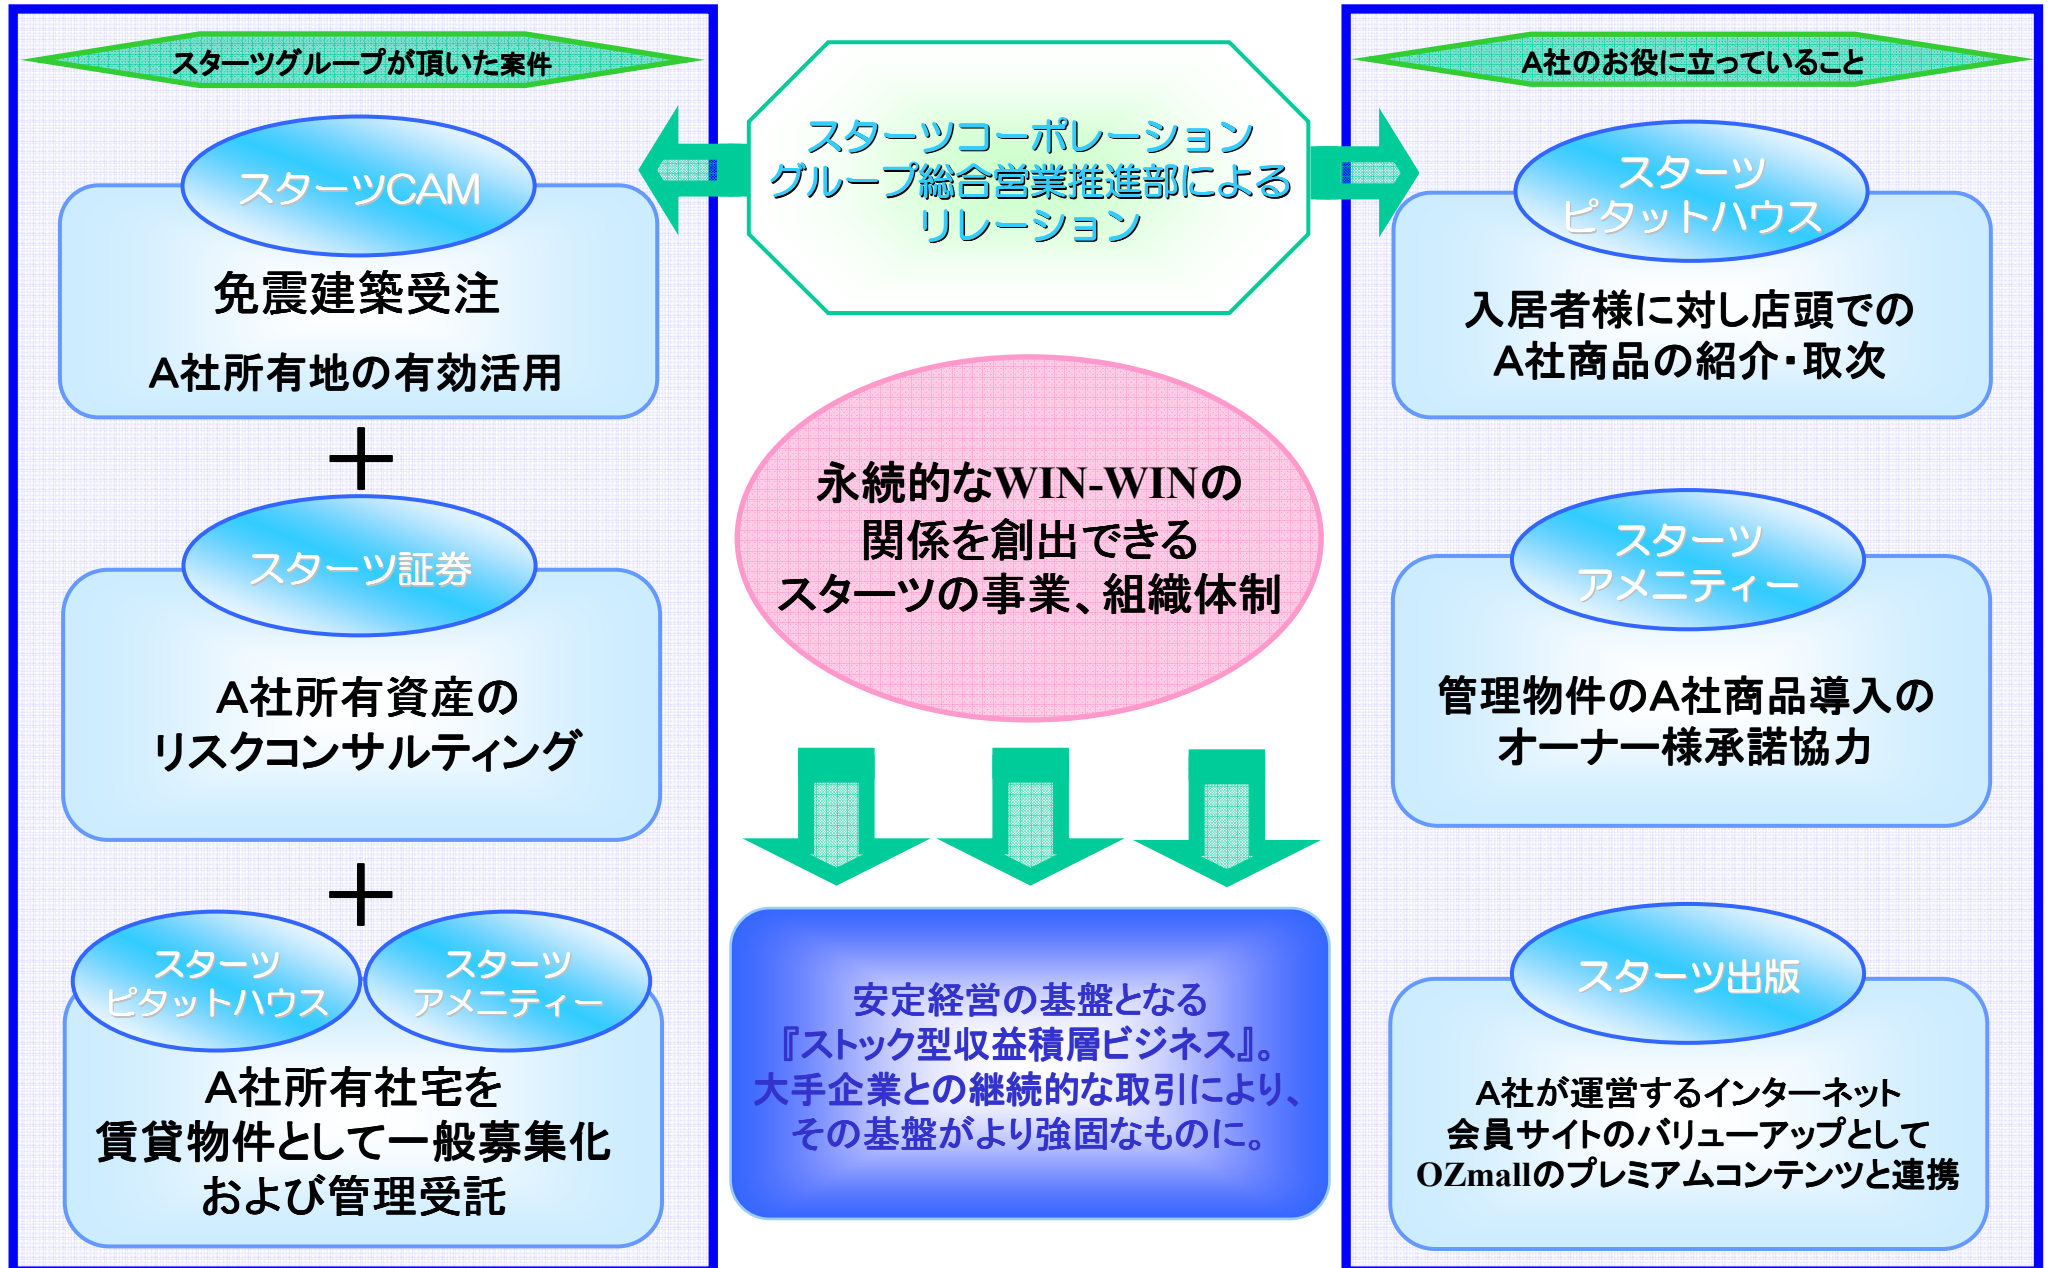 スターツグループが頂いた案件
スターツCAM
免震建築受注
A社所有地の有効活用
＋
スターツ証券
A社所有資産の
リスクコンサルティング
＋
スターツ
ピタットハウス
スターツ
アメニティー
A社所有社宅を
賃貸物件として一般募集化
および管理受託
スターツコーポレーション
グループ総合営業推進部による
リレーション
永続的なWIN-WINの
関係を創出できる
スターツの事業、組織体制
安定経営の基盤となる
『ストック型収益積層ビジネス』。
大手企業との継続的な取引により、
その基盤がより強固なものに。
A社のお役に立っていること
スターツ
ピタットハウス
入居者様に対し店頭での
A社商品の紹介・取次
スターツ
アメニティー
管理物件のA社商品導入の
オーナー様承諾協力
スターツ出版
A社が運営するインターネット
会員サイトのバリューアップとして
OZmallのプレミアムコンテンツと連携